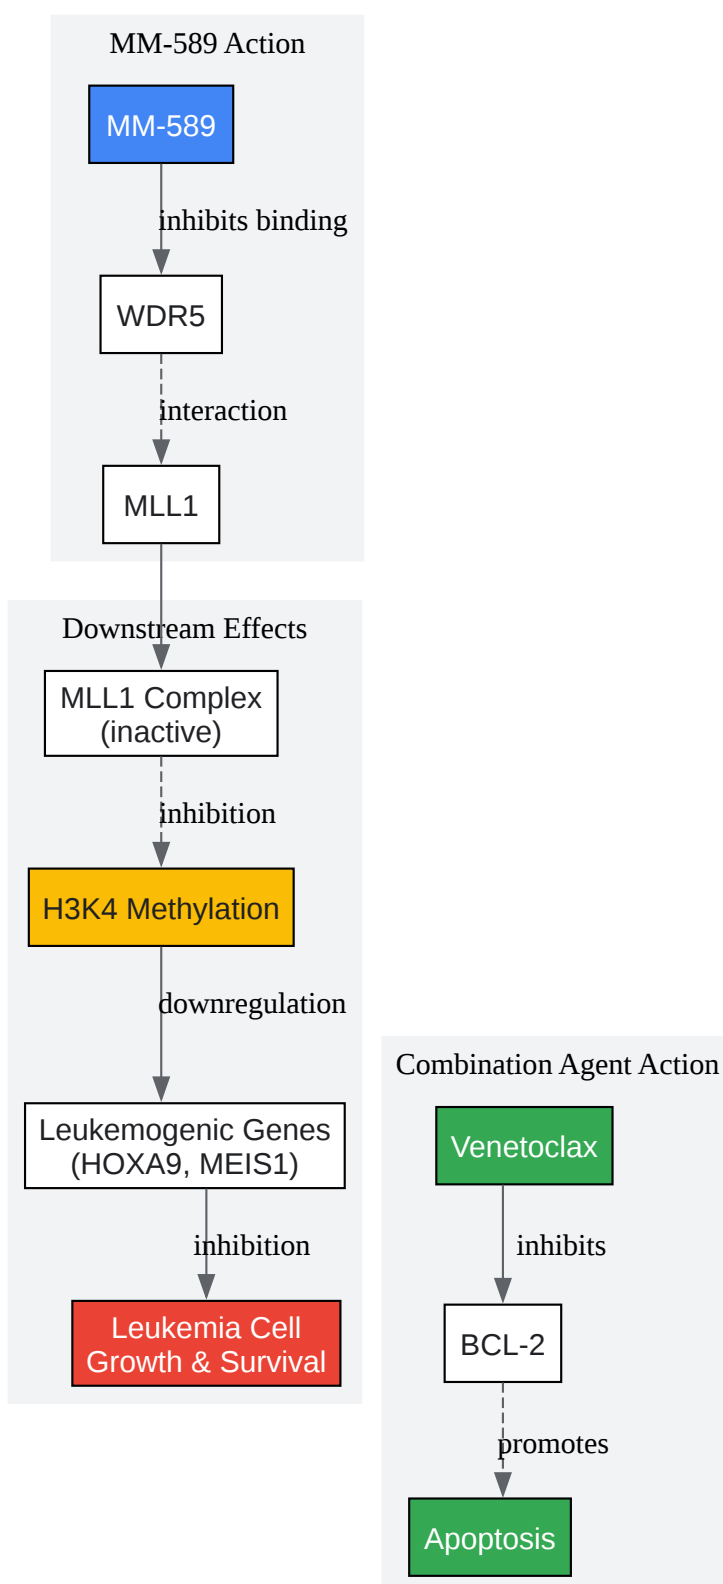 MM-589 Action
MM-589
inhibits binding
WDR5
interaction
MLL1
Downstream Effects
MLL1 Complex
(inactive)
inhibition
H3K4 Methylation
downregulation
Leukemogenic Genes
(HOXA9, MEIS1)
inhibition
Leukemia Cell
Growth & Survival
Combination Agent Action
Venetoclax
inhibits
BCL-2
promotes
Apoptosis